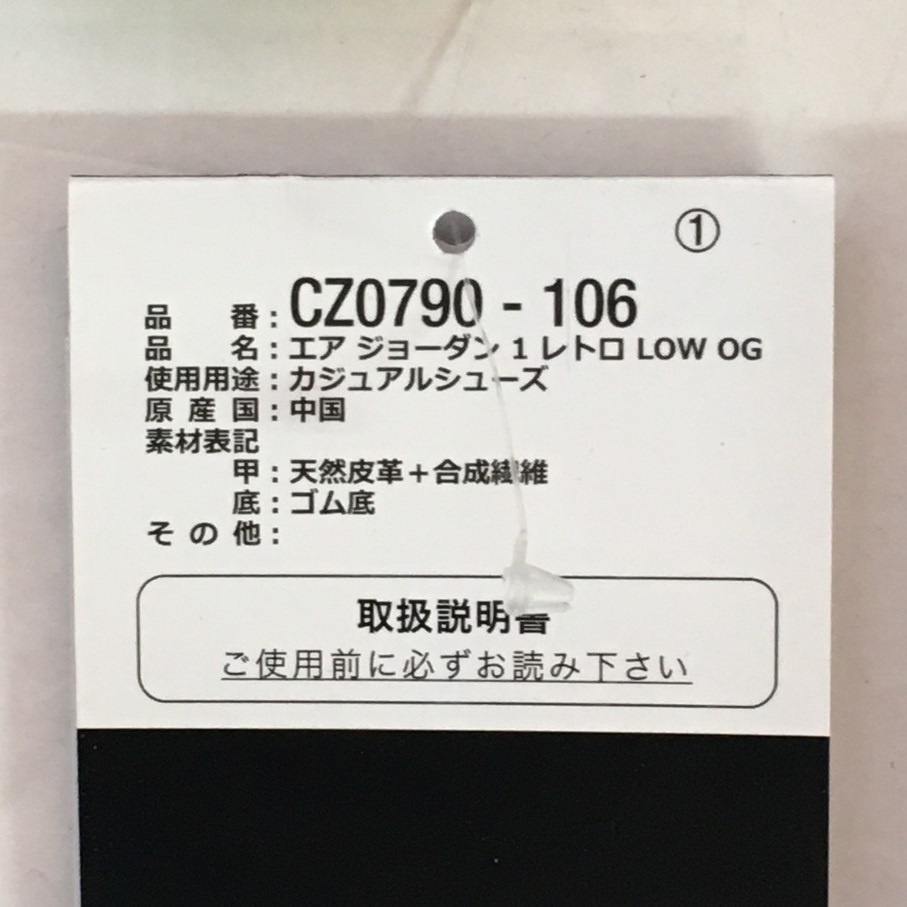 ①
品番：CZ0790 - 106
品名：エア ジョーダン 1 レトロ LOW OG
使用用途：カジュアルシューズ
原産国：中国
素材表記
甲：天然皮革＋合成繊維
底：ゴム底
その他：
取扱説明書
ご使用前に必ずお読み下さい